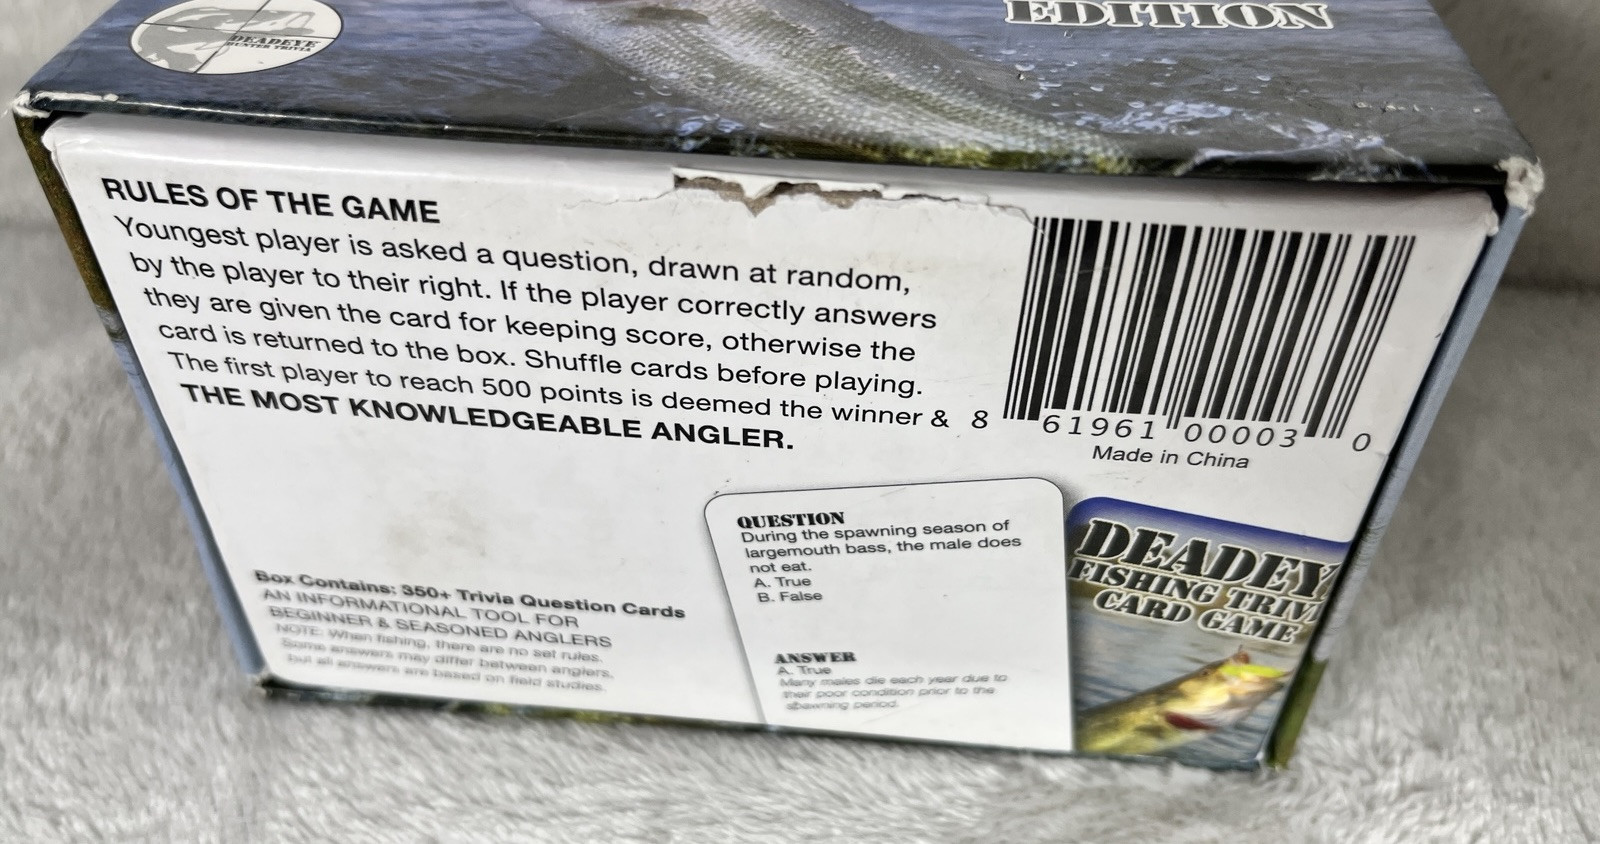 EDITION
DEADEYE
HUNTER TRIVIA
RULES OF THE GAME
Youngest player is asked a question, drawn at random,
by the player to their right. If the player correctly answers
they are given the card for keeping score, otherwise the
card is returned to the box. Shuffle cards before playing.
The first player to reach 500 points is deemed the winner &
THE MOST KNOWLEDGEABLE ANGLER.
8 61961 00003 0
Made in China
Box Contains: 350+ Trivia Question Cards
AN INFORMATIONAL TOOL FOR
BEGINNER & SEASONED ANGLERS
NOTE: When fishing, there are no set rules.
Some answers may differ between anglers,
but all answers are based on field studies.
QUESTION
During the spawning season of
largemouth bass, the male does
not eat.
A. True
B. False
ANSWER
A. True
Many males die each year due to
their poor condition prior to the
spawning period.
DEADEY
FISHING TRIVI
CARD GAME